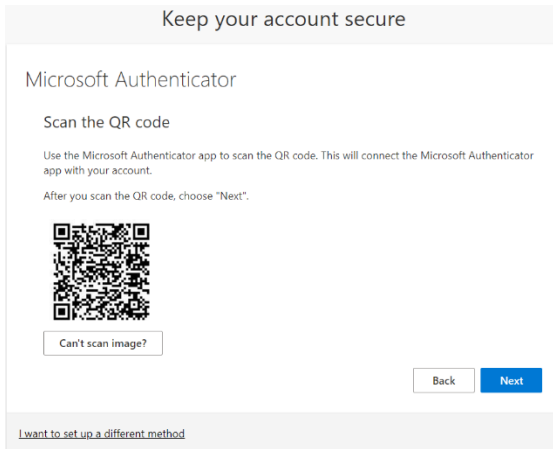 Keep your account secure
Microsoft Authenticator
Scan the QR code
Use the Microsoft Authenticator app to scan the QR code. This will connect the Microsoft Authenticator
app with your account.
After you scan the QR code, choose "Next".
Can't scan image?
Back Next
I want to set up a different method